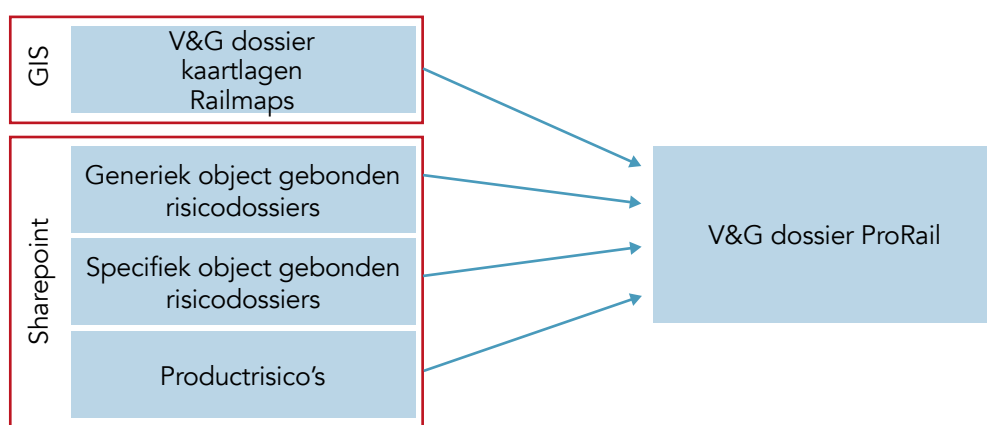 GIS
V&G dossier
kaartlagen
Railmaps
Sharepoint
Generiek object gebonden
risicodossiers
Specifiek object gebonden
risicodossiers
Productrisico’s
V&G dossier ProRail